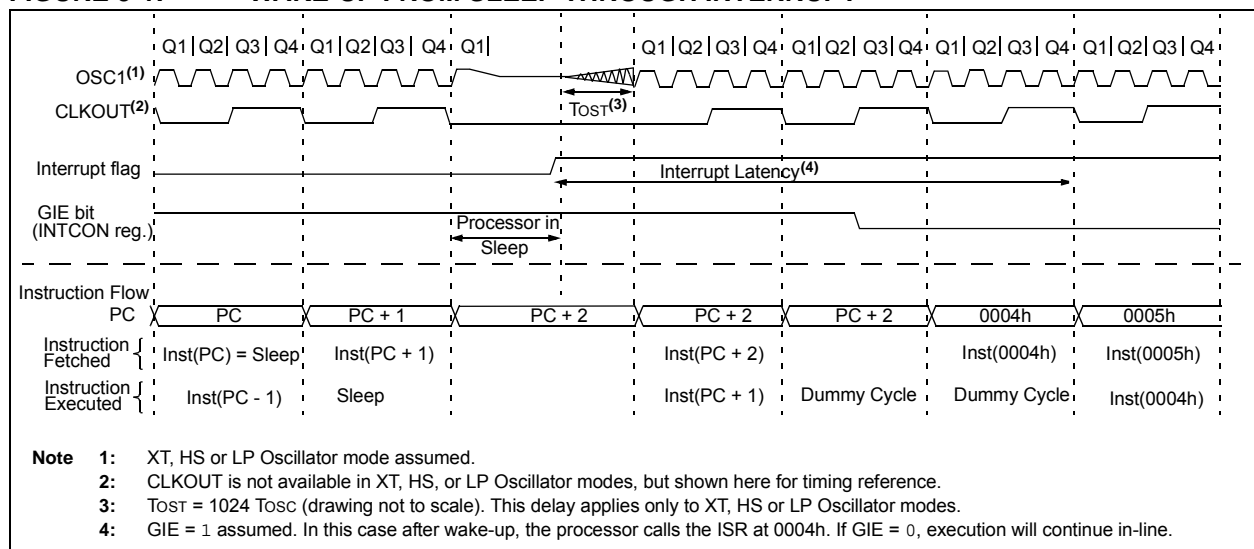 Q1 Q2 Q3 Q4 Q1 Q2 Q3 Q4 Q1 Q1 Q2 Q3 Q4 Q1 Q2 Q3 Q4 Q1 Q2 Q3 Q4 Q1 Q2 Q3 Q4
OSC1(1)
CLKOUT(2)
TOST(3)
Interrupt flag
Interrupt Latency(4)
GIE bit
(INTCON reg.)
Processor in
Sleep
Instruction Flow
PC PC PC + 1 PC + 2 PC + 2 PC + 2 0004h 0005h
Instruction
Fetched
Inst(PC) = Sleep Inst(PC + 1) Inst(PC + 2) Inst(0004h) Inst(0005h)
Instruction
Executed
Inst(PC - 1) Sleep Inst(PC + 1) Dummy Cycle Dummy Cycle Inst(0004h)
Note 1: XT, HS or LP Oscillator mode assumed.
2: CLKOUT is not available in XT, HS, or LP Oscillator modes, but shown here for timing reference.
3: TOST = 1024 TOSC (drawing not to scale). This delay applies only to XT, HS or LP Oscillator modes.
4: GIE = 1 assumed. In this case after wake-up, the processor calls the ISR at 0004h. If GIE = 0, execution will continue in-line.